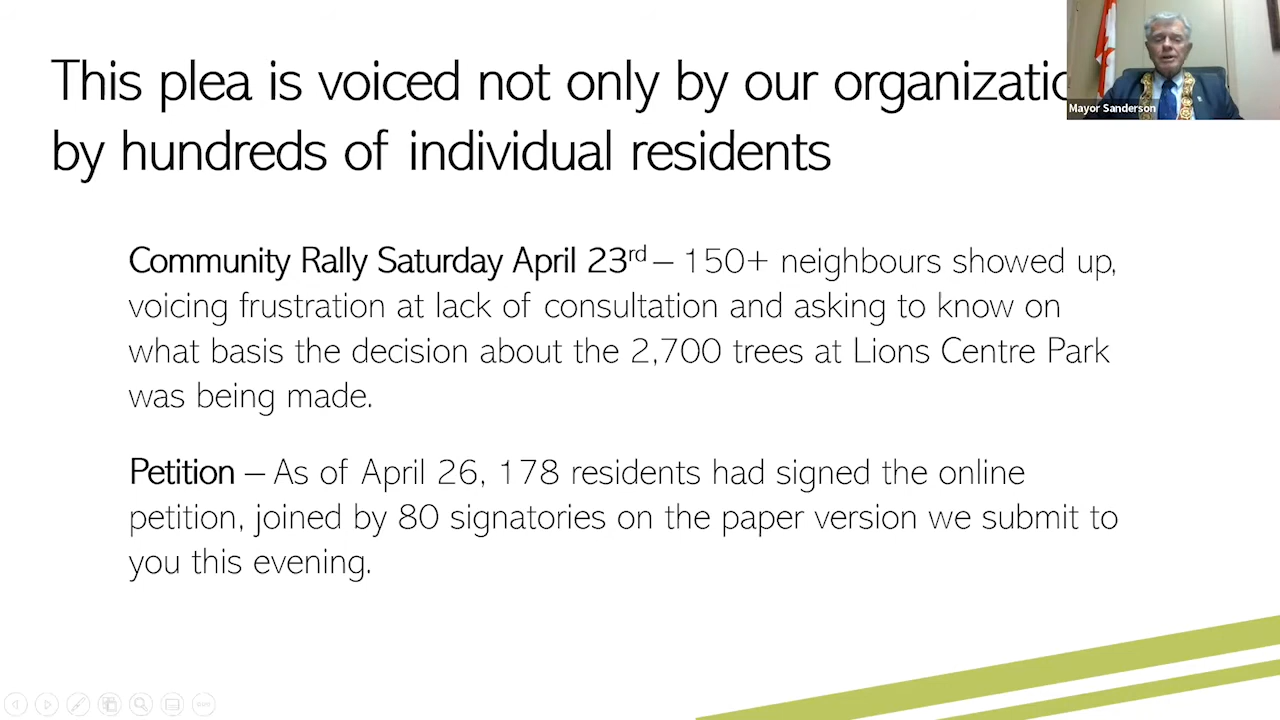 This plea is voiced not only by our organizatio
by hundreds of individual residents
Mayor Sanderson
Community Rally Saturday April 23rd – 150+ neighbours showed up,
voicing frustration at lack of consultation and asking to know on
what basis the decision about the 2,700 trees at Lions Centre Park
was being made.
Petition – As of April 26, 178 residents had signed the online
petition, joined by 80 signatories on the paper version we submit to
you this evening.